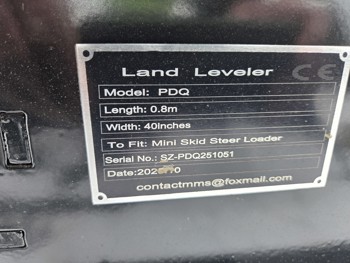 Land Leveler
CE
Model: PDQ
Length: 0.8m
Width: 40inches
To Fit: Mini Skid Steer Loader
Serial No.: SZ-PDQ251051
Date:
contactmms@foxmail.com